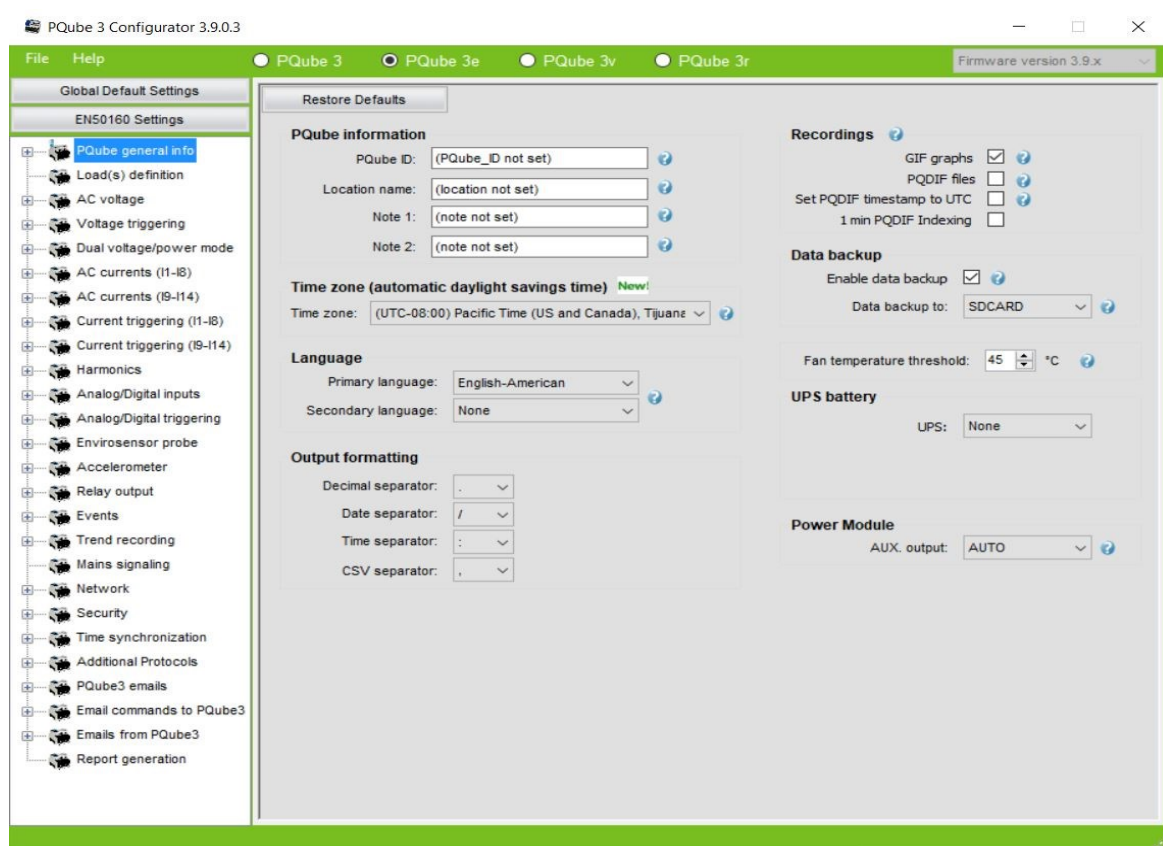 PQube 3 Configurator 3.9.0.3
File Help PQube 3 PQube 3e PQube 3v PQube 3r Firmware version 3.9.x
Global Default Settings
EN50160 Settings
PQube general info
Load(s) definition
AC voltage
Voltage triggering
Dual voltage/power mode
AC currents (I1-I8)
AC currents (I9-I14)
Current triggering (I1-I8)
Current triggering (I9-I14)
Harmonics
Analog/Digital inputs
Analog/Digital triggering
Envirosensor probe
Accelerometer
Relay output
Events
Trend recording
Mains signaling
Network
Security
Time synchronization
Additional Protocols
PQube3 emails
Email commands to PQube3
Emails from PQube3
Report generation
Restore Defaults
PQube information
PQube ID: (PQube_ID not set)
Location name: (location not set)
Note 1: (note not set)
Note 2: (note not set)
Time zone (automatic daylight savings time) New!
Time zone: (UTC-08:00) Pacific Time (US and Canada), Tijuana
Language
Primary language: English-American
Secondary language: None
Output formatting
Decimal separator: .
Date separator: /
Time separator: :
CSV separator: ,
Recordings
GIF graphs
PQDIF files
Set PQDIF timestamp to UTC
1 min PQDIF Indexing
Data backup
Enable data backup
Data backup to: SDCARD
Fan temperature threshold: 45 °C
UPS battery
UPS: None
Power Module
AUX. output: AUTO